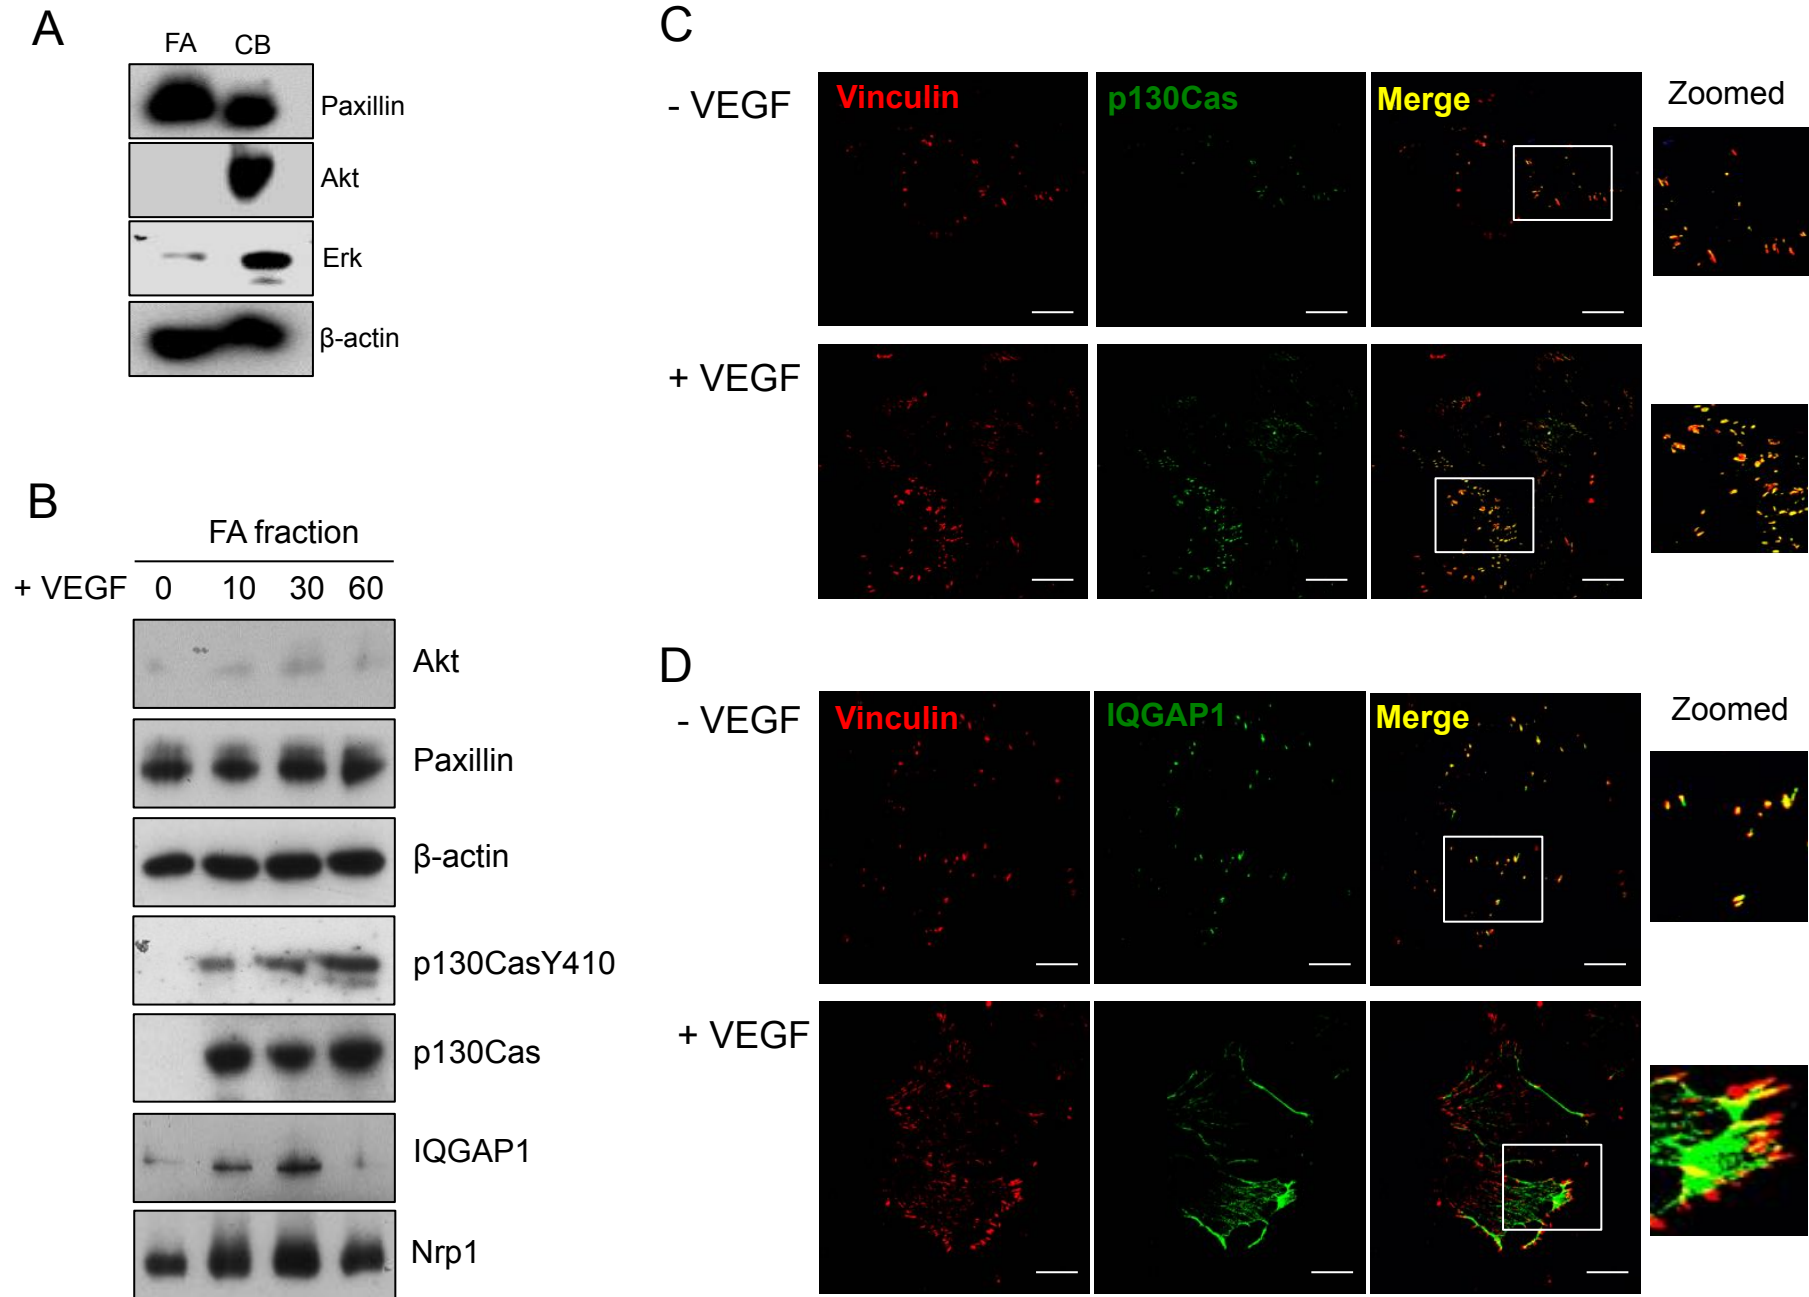 A
FA CB
Paxillin
Akt
Erk
β-actin
B
FA fraction
+ VEGF 0 10 30 60
Akt
Paxillin
β-actin
p130CasY410
p130Cas
IQGAP1
Nrp1
C
- VEGF
Vinculin
p130Cas
Merge
Zoomed
+ VEGF
D
- VEGF
Vinculin
IQGAP1
Merge
Zoomed
+ VEGF